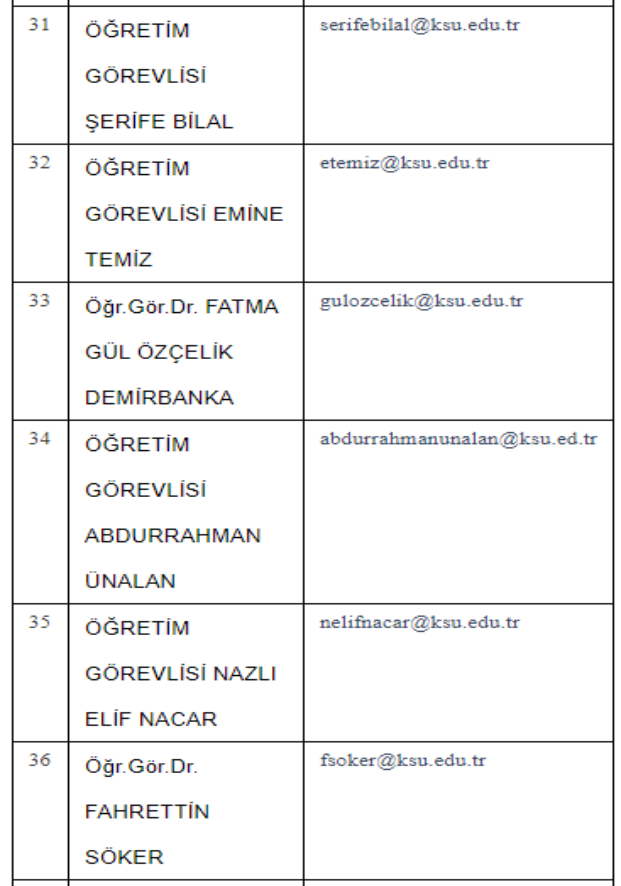 31 ÖĞRETİM serifebilal@ksu.edu.tr
GÖREVLİSİ
ŞERİFE BİLAL
32 ÖĞRETİM etemiz@ksu.edu.tr
GÖREVLİSİ EMİNE
TEMİZ
33 Öğr.Gör.Dr. FATMA gulozcelik@ksu.edu.tr
GÜL ÖZÇELİK
DEMİRBANKA
34 ÖĞRETİM abdurrahmanunalan@ksu.ed.tr
GÖREVLİSİ
ABDURRAHMAN
ÜNALAN
35 ÖĞRETİM nelifnacar@ksu.edu.tr
GÖREVLİSİ NAZLI
ELİF NACAR
36 Öğr.Gör.Dr. fsoker@ksu.edu.tr
FAHRETTİN
SÖKER